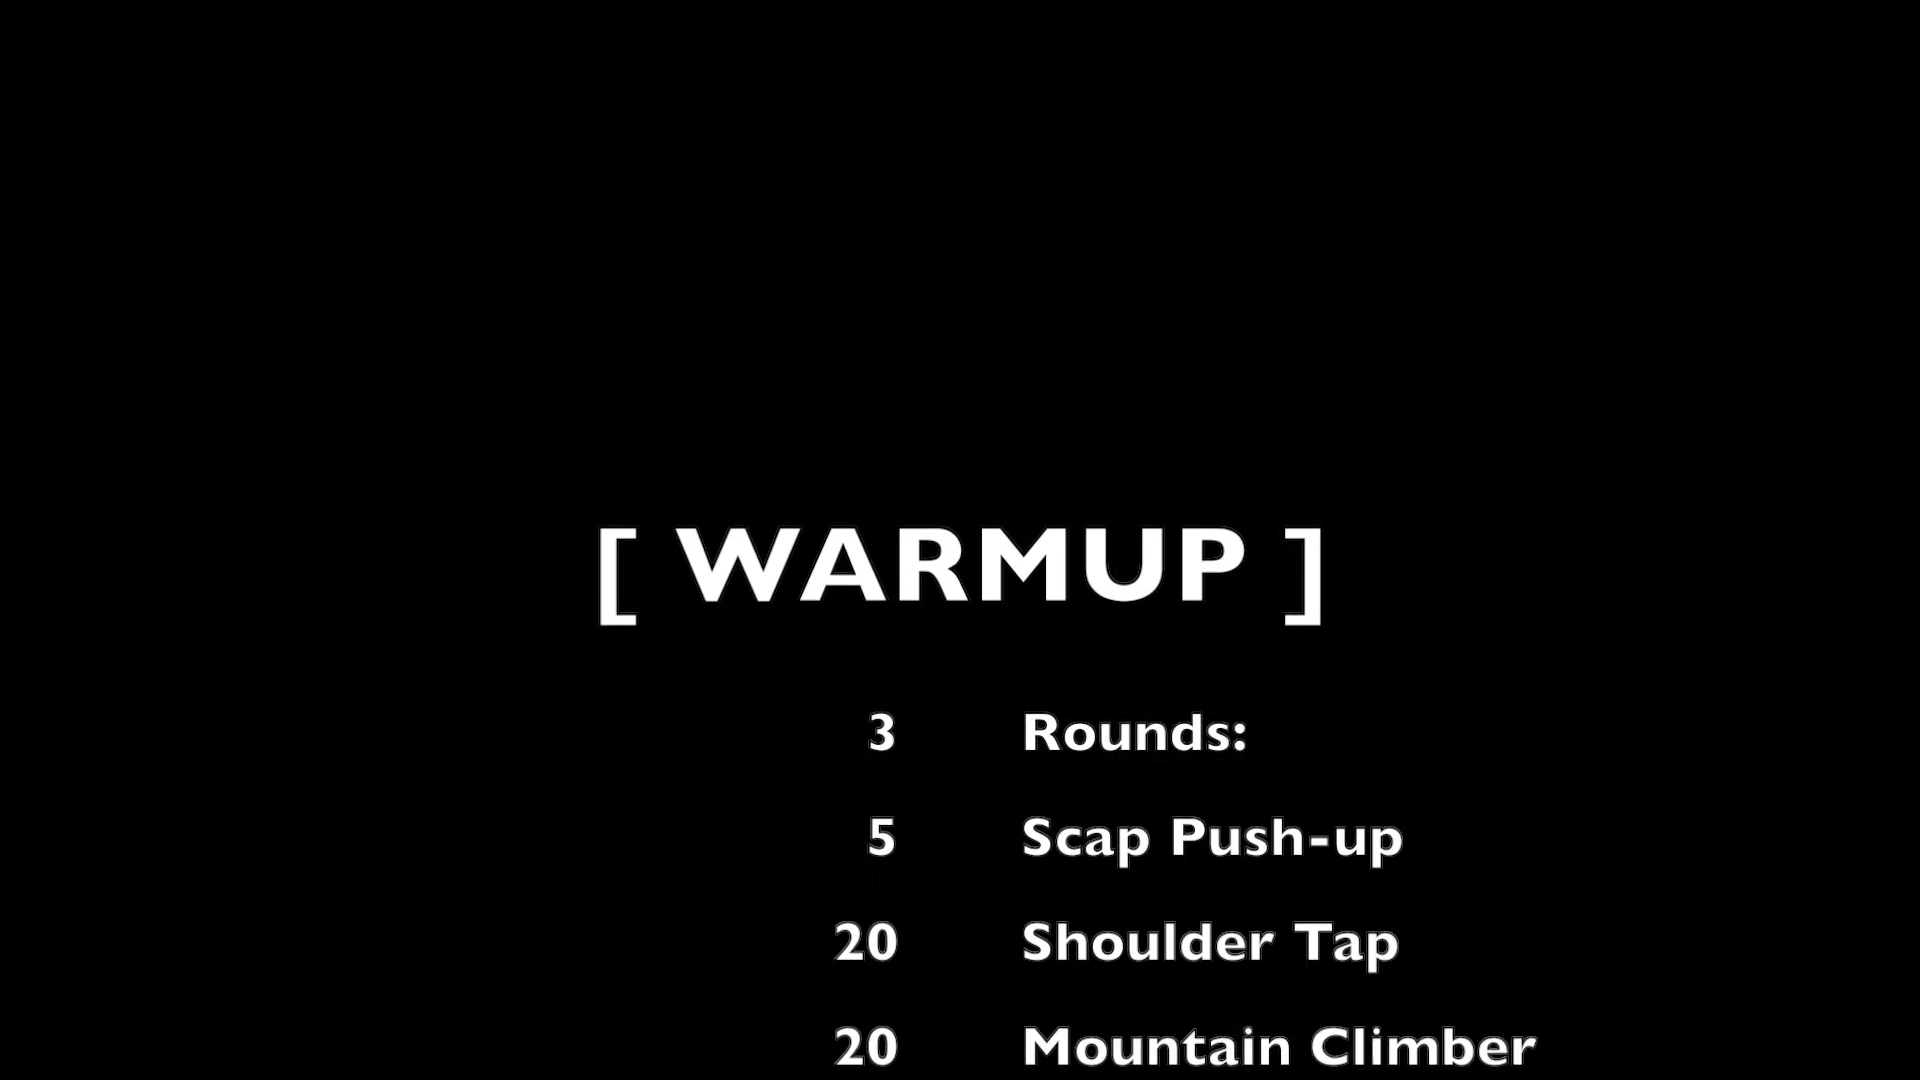 [ WARMUP ]
3 Rounds:
5 Scap Push-up
20 Shoulder Tap
20 Mountain Climber